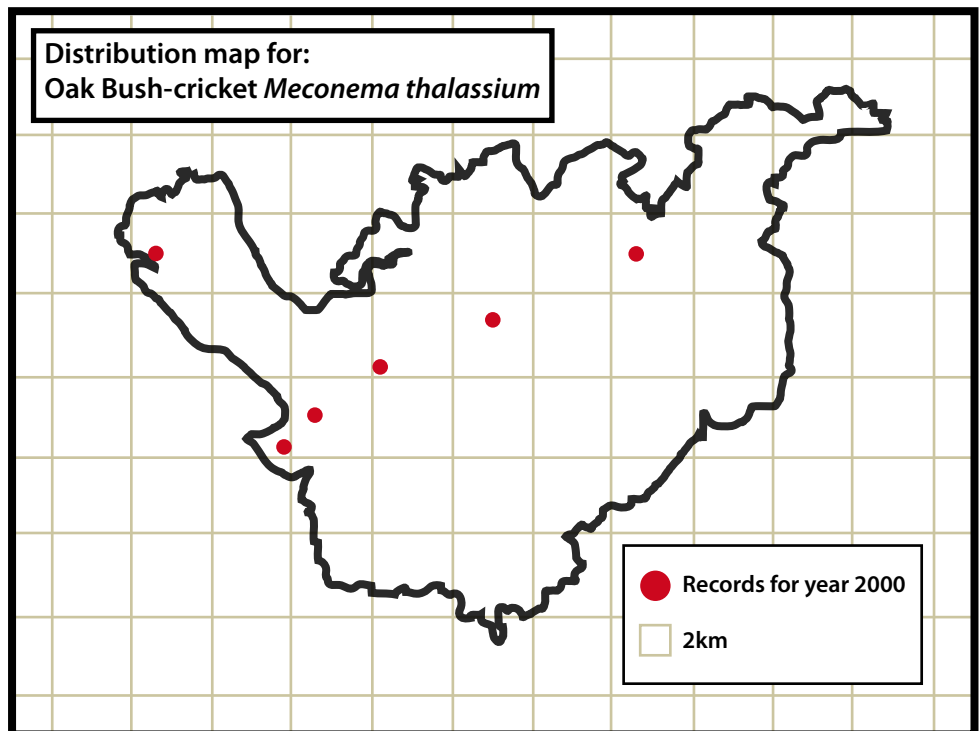 Distribution map for:
Oak Bush-cricket Meconema thalassium
Records for year 2000
2km